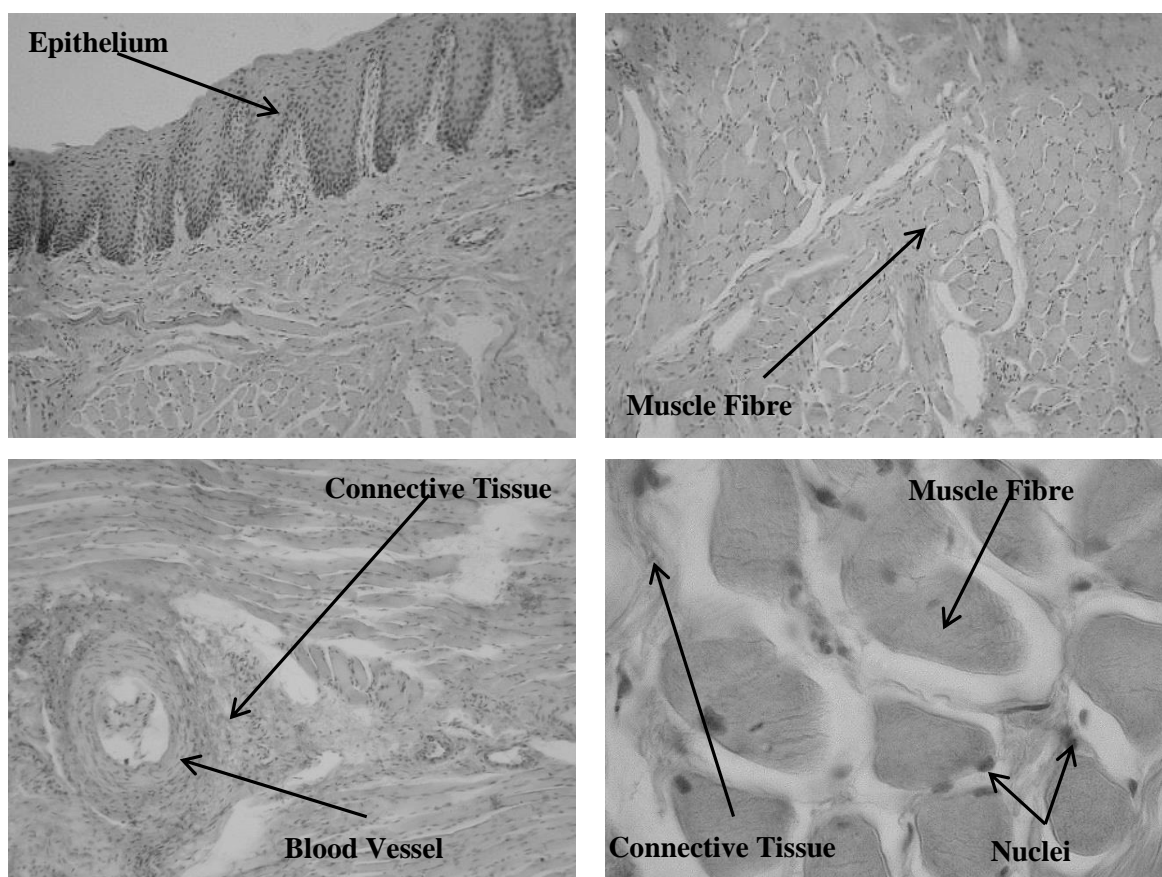 Epithelium
Muscle Fibre
Connective Tissue
Blood Vessel
Muscle Fibre
Connective Tissue
Nuclei